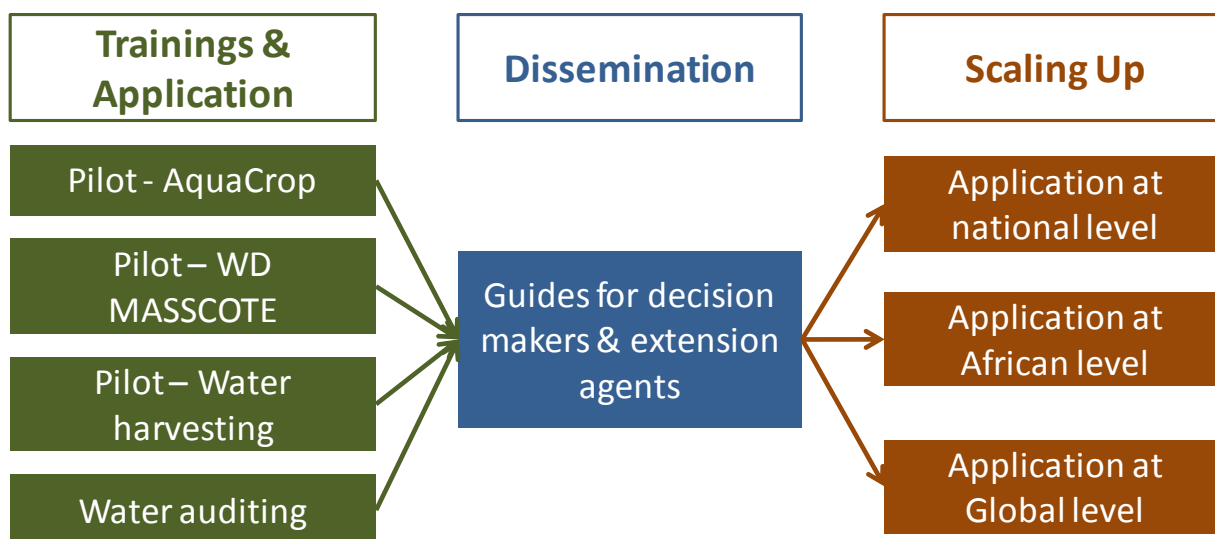 Trainings &
Application
Dissemination
Scaling Up
Pilot - AquaCrop
Pilot – WD
MASSCOTE
Pilot – Water
harvesting
Water auditing
Guides for decision
makers & extension
agents
Application at
national level
Application at
African level
Application at
Global level